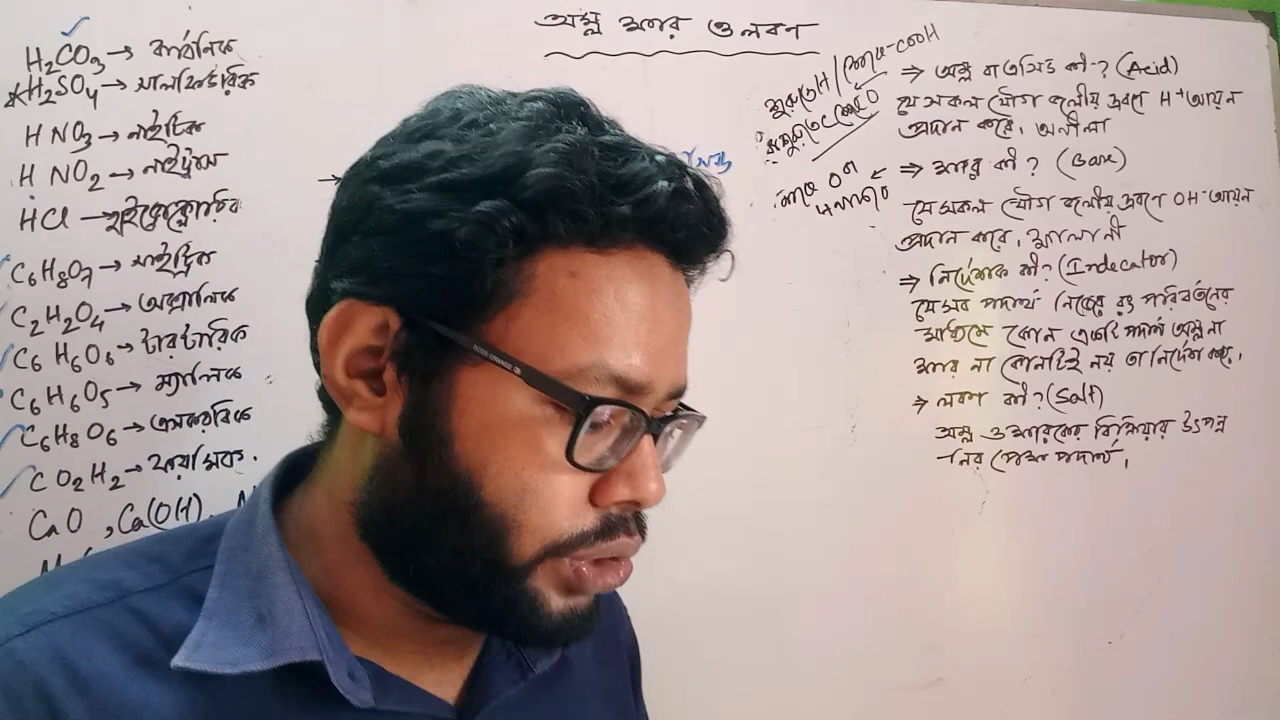 অম্ল ক্ষার ও লবণ
H₂CO₃ → কার্বনিক
H₂SO₄ → সালফিউরিক
HNO₃ → নাইট্রিক
HNO₂ → নাইট্রাস
HCl → হাইড্রোক্লোরিক
C₆H₈O₇ → সাইট্রিক
C₂H₂O₄ → অক্সালিক
C₆H₆O₆ → টারটারিক
C₆H₆O₅ → ম্যালিক
C₆H₈O₆ → এসকরবিক
CO₂H₂ → ফরমিক.
CaO, Ca(OH)
শুরুতে H / শেষে-COOH
⇒ অম্ল বা এসিড কী-? (Acid)
যে সকল যৌগ জলীয় দ্রবণে H⁺ আয়ন
প্রদান করে।
⇒ ক্ষার কী? (Base)
যে সকল যৌগ জলীয় দ্রবণে OH⁻ আয়ন
প্রদান করে।
⇒ নির্দেশক কী? (Indecator)
যেসব পদার্থ নিজের রং পরিবর্তনের
মাধ্যমে কোন একটি পদার্থ অম্ল না
ক্ষার না কোনটিই নয় তা নির্দেশ করে।
⇒ লবণ কী? (Salt)
অম্ল ও ক্ষারকের বিক্রিয়ায় উৎপন্ন
নিরপেক্ষ পদার্থ।